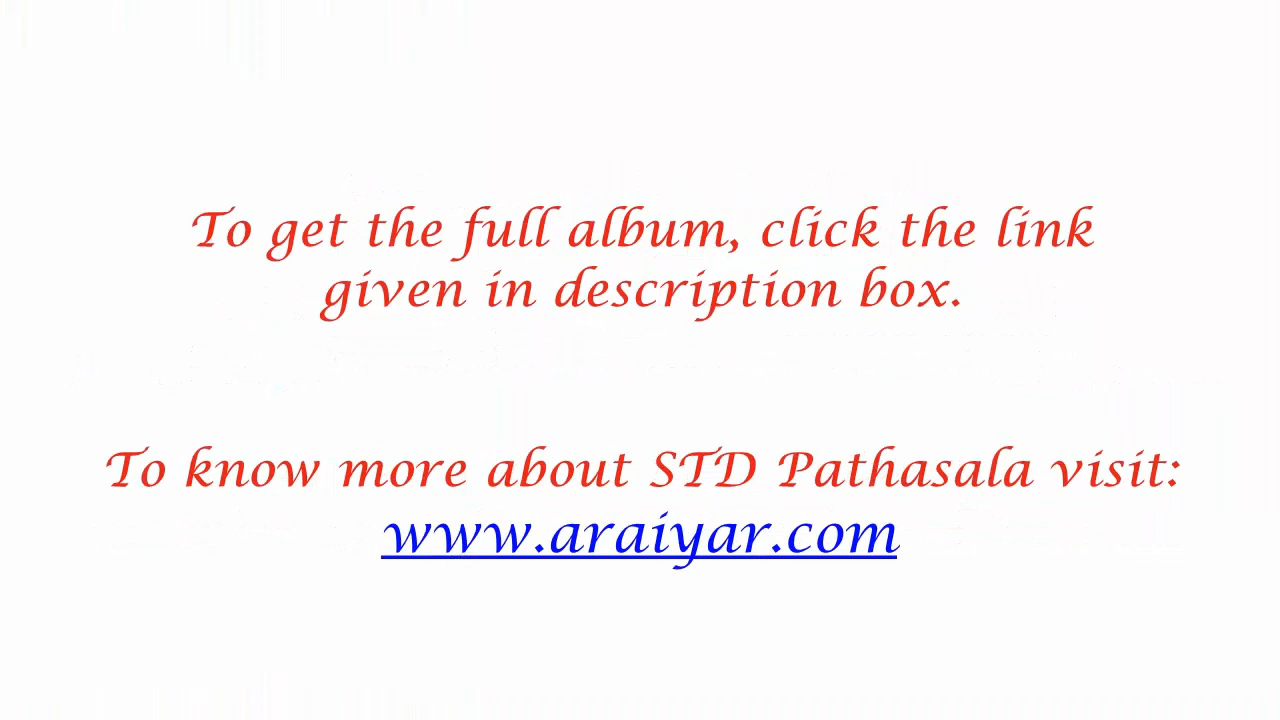 To get the full album, click the link
given in description box.
To know more about STD Pathasala visit:
www.araiyar.com